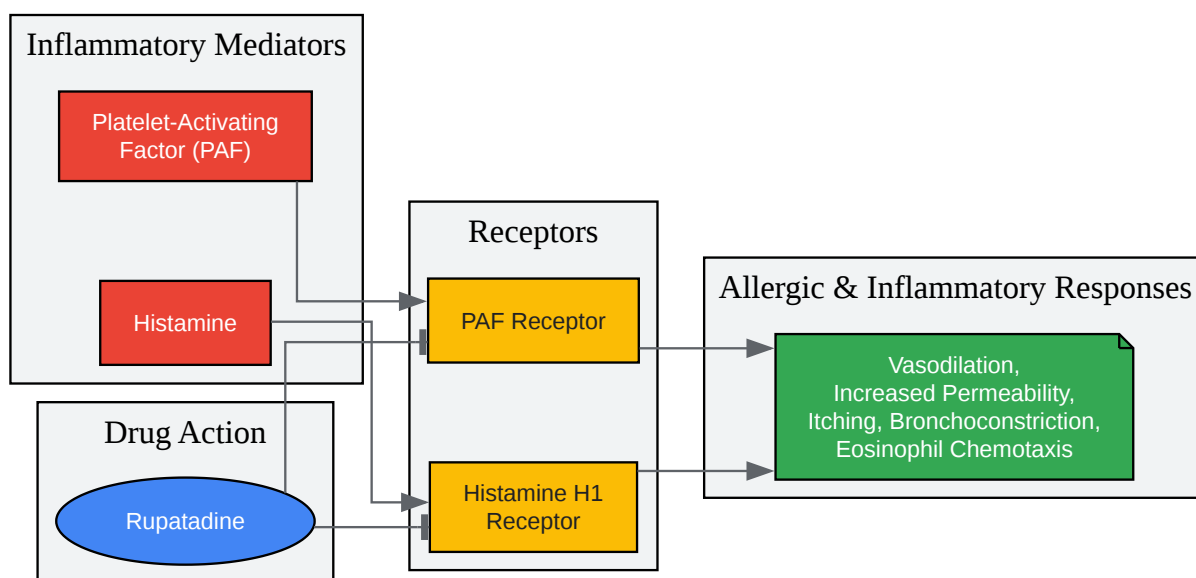 Inflammatory Mediators
Platelet-Activating
Factor (PAF)
Histamine
Drug Action
Rupatadine
Receptors
PAF Receptor
Histamine H1
Receptor
Allergic & Inflammatory Responses
Vasodilation,
Increased Permeability,
Itching, Bronchoconstriction,
Eosinophil Chemotaxis